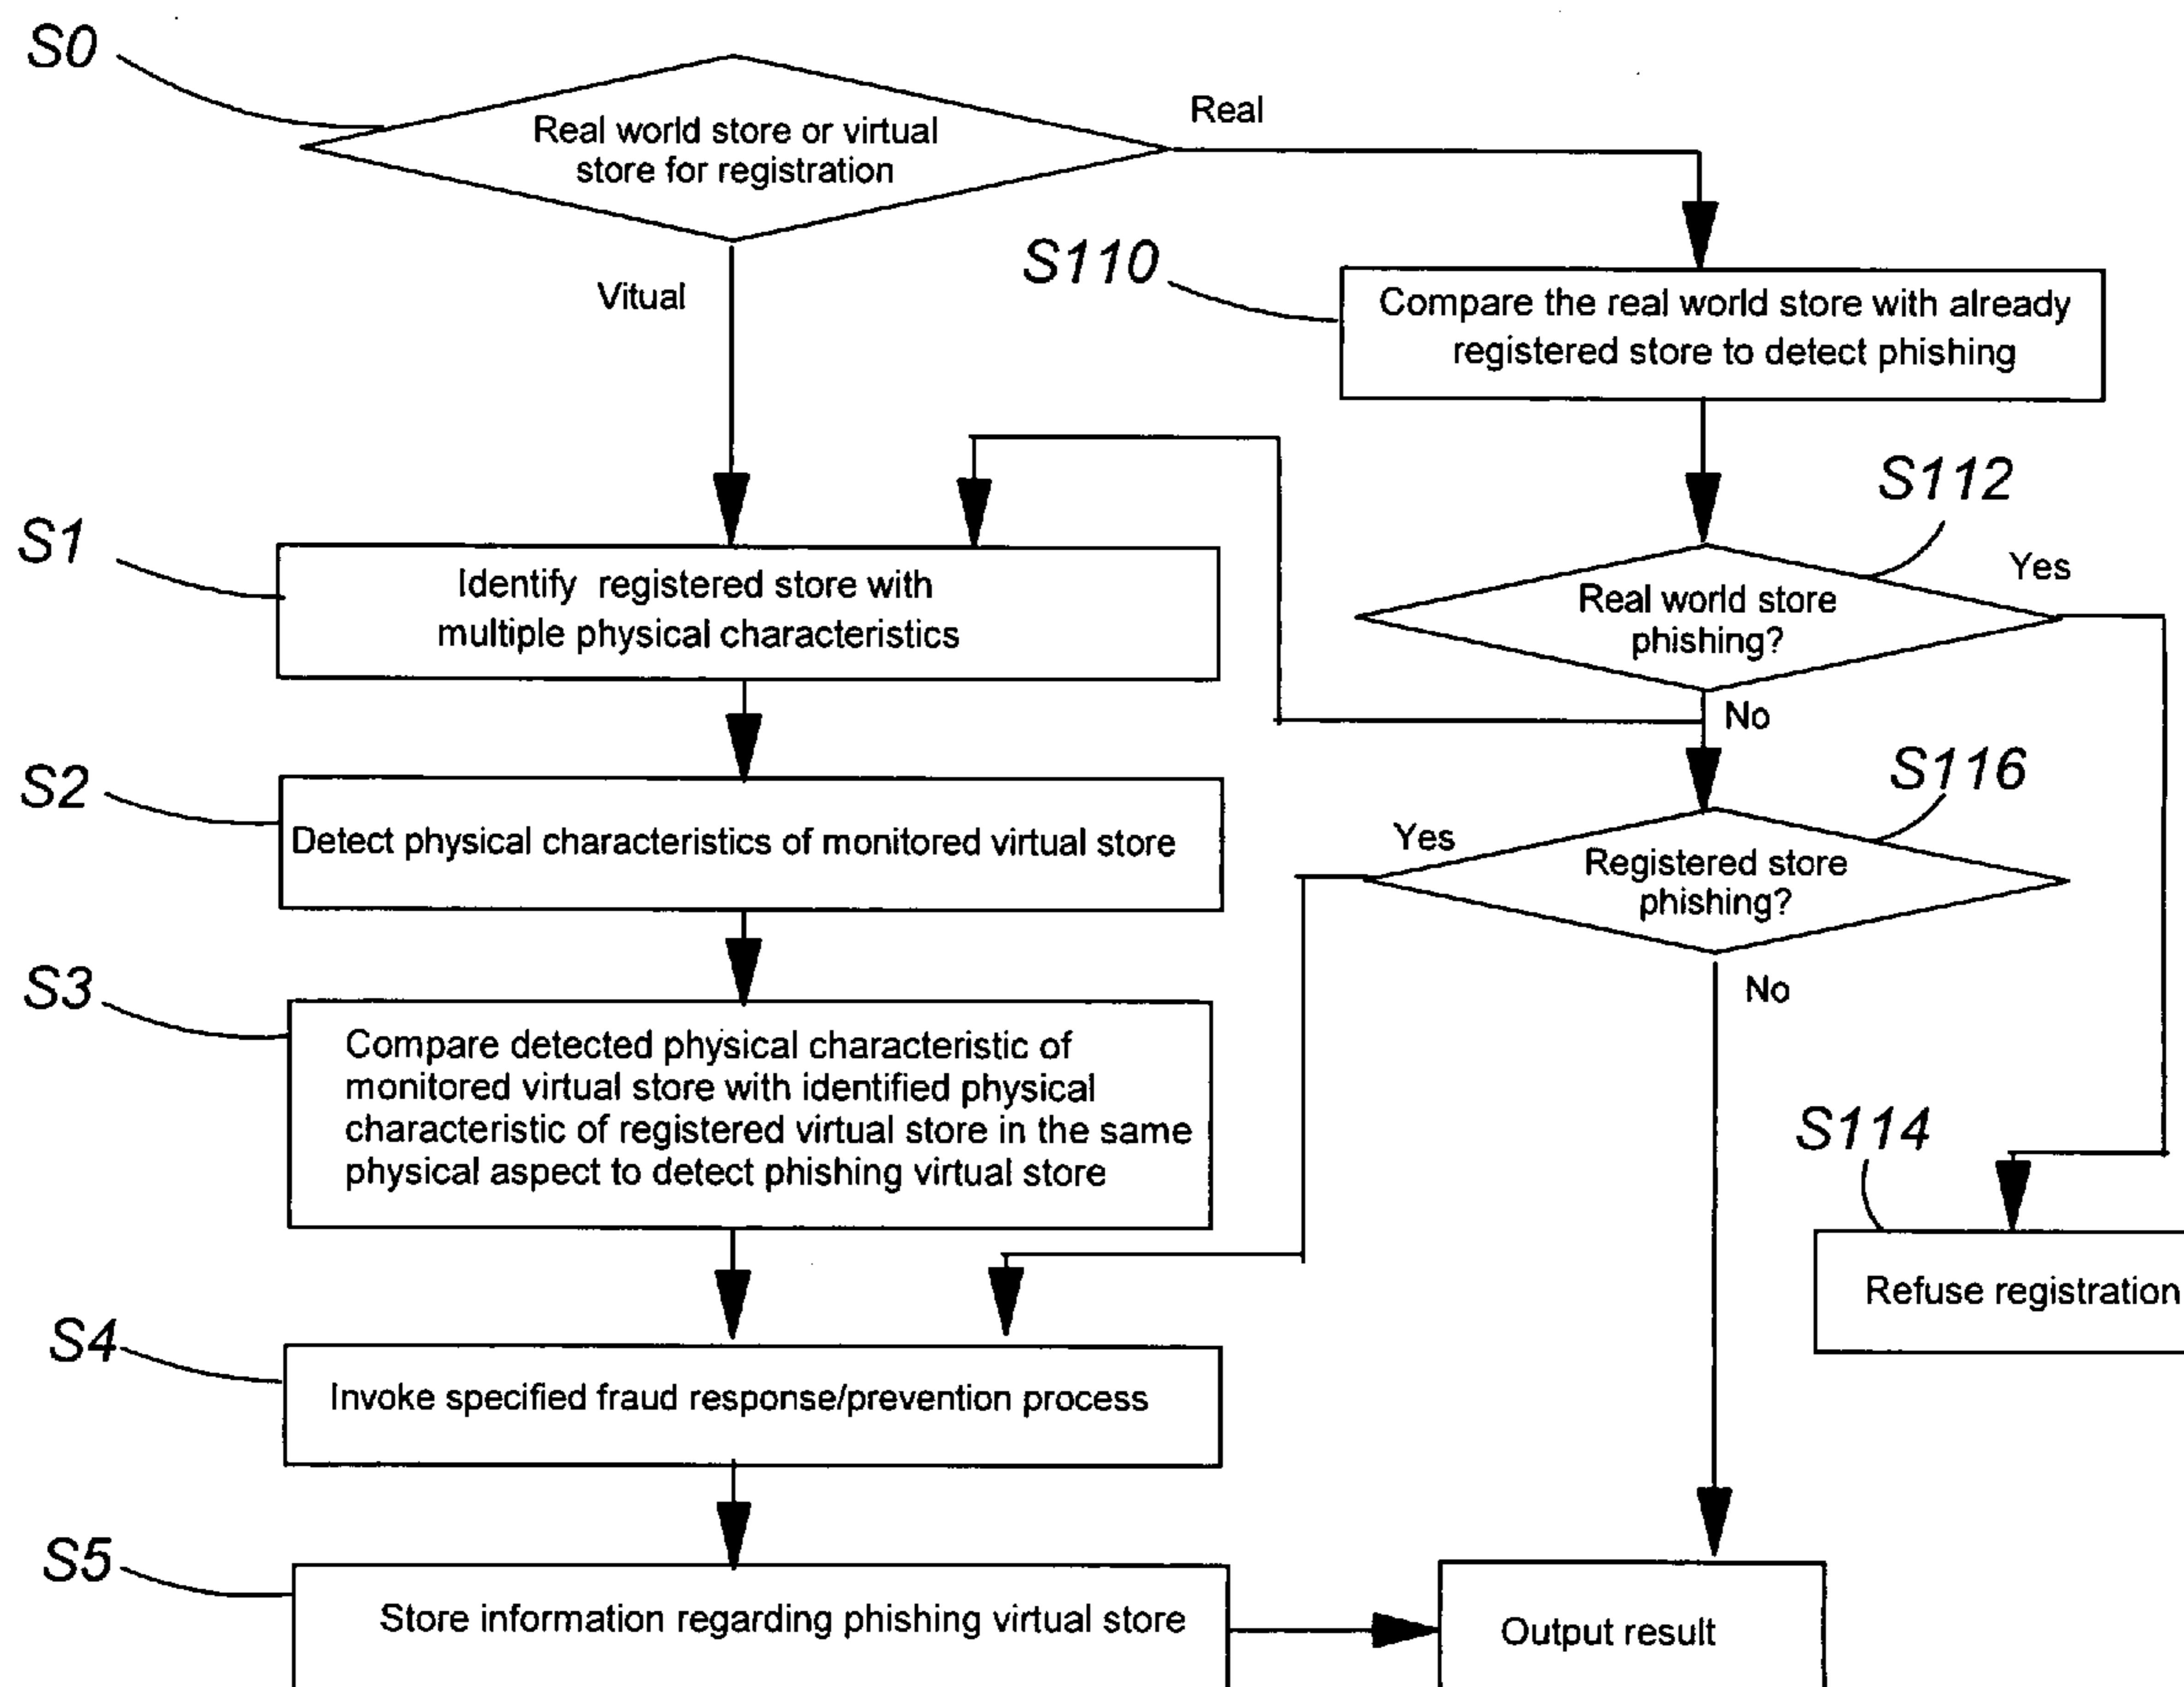 S0
Real world store or virtual
store for registration
Real
Vitual
S110
Compare the real world store with already
registered store to detect phishing
S1
Identify registered store with
multiple physical characteristics
S112
Real world store
phishing?
Yes
No
S2
Detect physical characteristics of monitored virtual store
S116
Yes
Registered store
phishing?
No
S3
Compare detected physical characteristic of
monitored virtual store with identified physical
characteristic of registered virtual store in the same
physical aspect to detect phishing virtual store
S114
Refuse registration
S4
Invoke specified fraud response/prevention process
S5
Store information regarding phishing virtual store
Output result